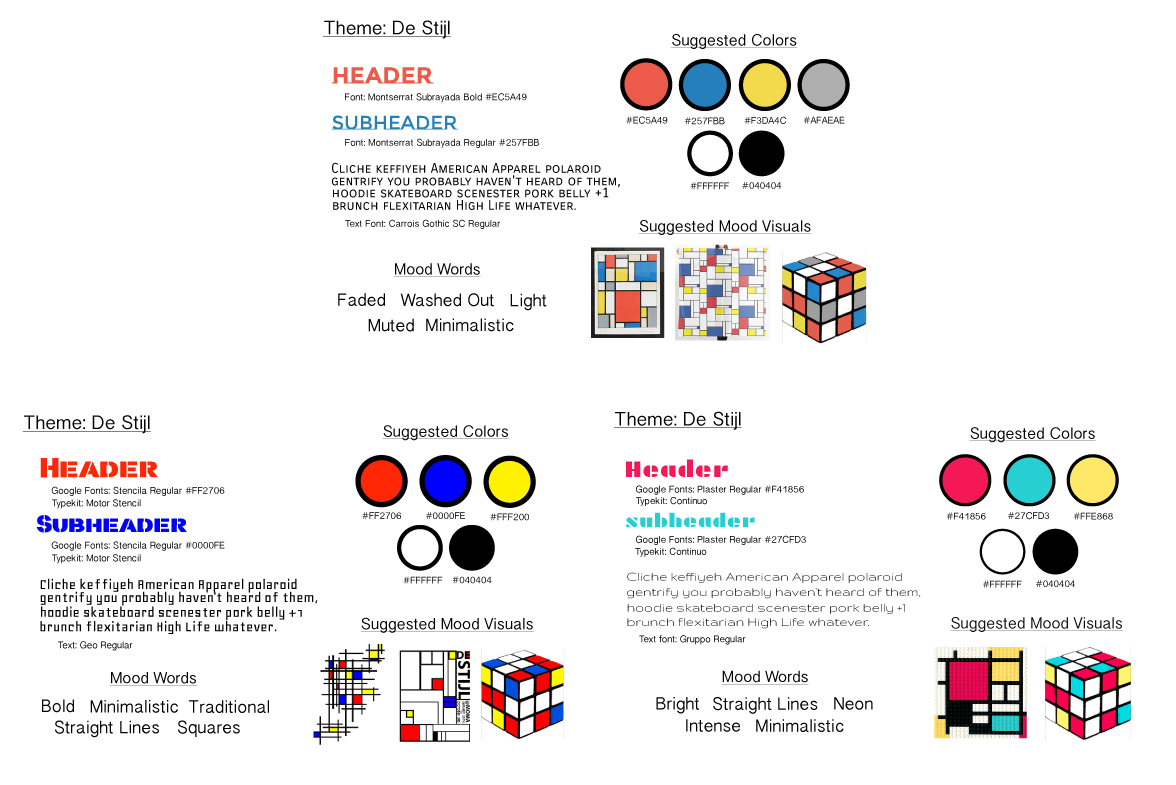 Theme: De Stijl
HEADER
Font: Montserrat Subrayada Bold #EC5A49
SUBHEADER
Font: Montserrat Subrayada Regular #257FBB
Cliche keffiyeh American Apparel polaroid
gentrify you probably haven't heard of them,
hoodie skateboard scenester pork belly +1
brunch flexitarian High Life whatever.
Text Font: Carrois Gothic SC Regular
Mood Words
Faded Washed Out Light
Muted Minimalistic
Suggested Colors
#EC5A49 #257FBB #F3DA4C #AFAEAE
#FFFFFF #040404
Suggested Mood Visuals
Theme: De Stijl
Header
Google Fonts: Stencila Regular #FF2706
Typekit: Motor Stencil
Subheader
Google Fonts: Stencila Regular #0000FE
Typekit: Motor Stencil
Cliche keffiyeh American Apparel polaroid
gentrify you probably haven't heard of them,
hoodie skateboard scenester pork belly +1
brunch flexitarian High Life whatever.
Text: Geo Regular
Mood Words
Bold Minimalistic Traditional
Straight Lines Squares
Suggested Colors
#FF2706 #0000FE #FFF200
#FFFFFF #040404
Suggested Mood Visuals
DE
STIJL
Theme: De Stijl
Header
Google Fonts: Plaster Regular #F41856
Typekit: Continuo
subheader
Google Fonts: Plaster Regular #27CFD3
Typekit: Continuo
Cliche keffiyeh American Apparel polaroid
gentrify you probably haven't heard of them,
hoodie skateboard scenester pork belly +1
brunch flexitarian High Life whatever.
Text font: Gruppo Regular
Mood Words
Bright Straight Lines Neon
Intense Minimalistic
Suggested Colors
#F41856 #27CFD3 #FFE868
#FFFFFF #040404
Suggested Mood Visuals